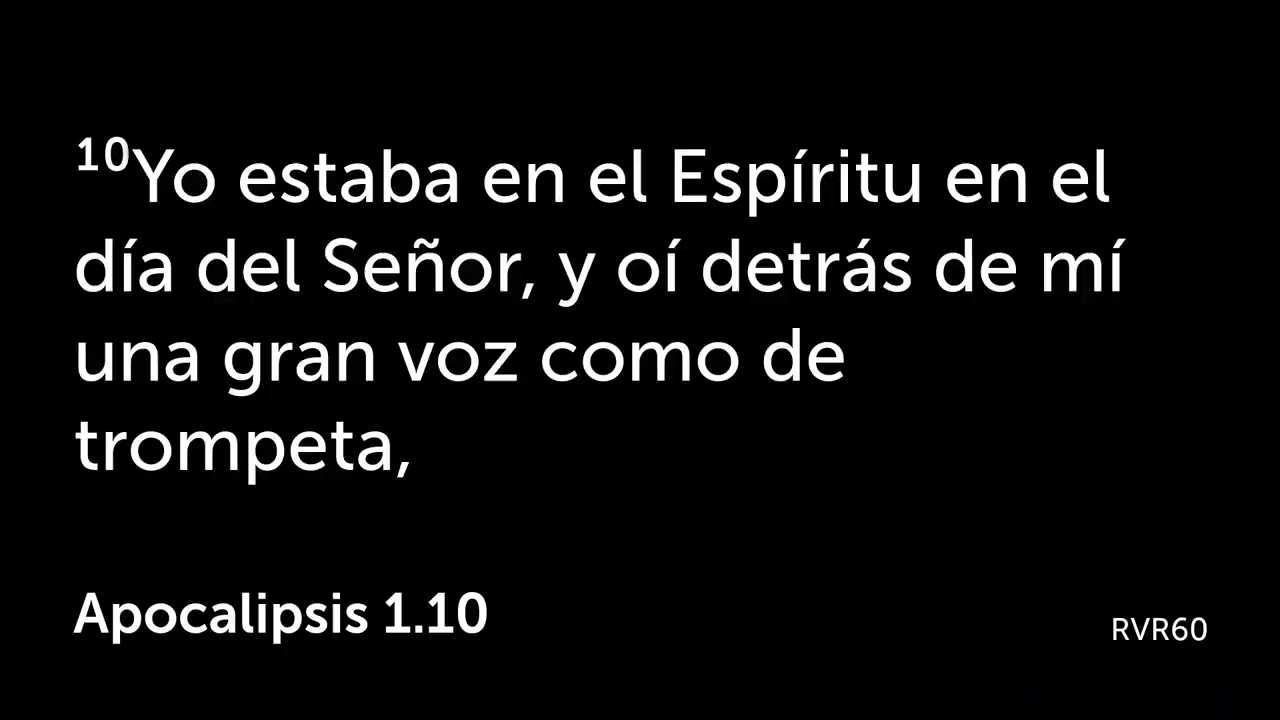 ¹⁰Yo estaba en el Espíritu en el
día del Señor, y oí detrás de mí
una gran voz como de
trompeta,
Apocalipsis 1.10
RVR60